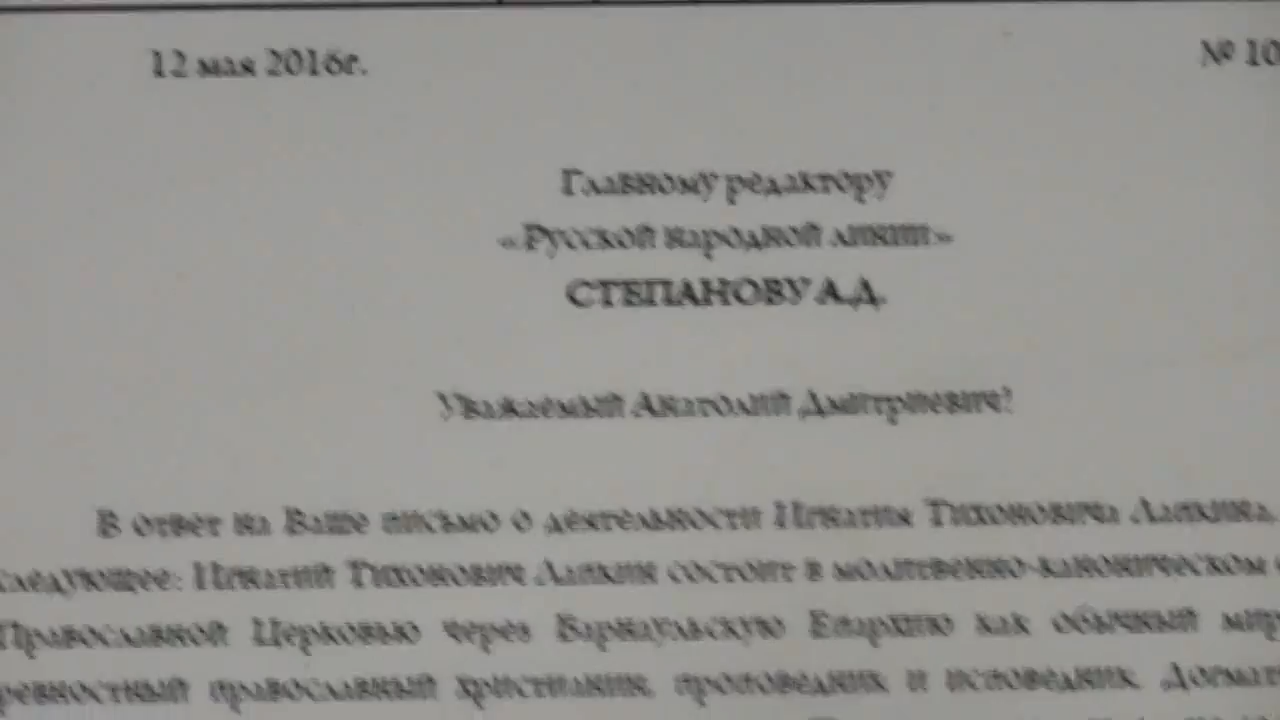 12 мая 2016г. № 10
Главному редактору
«Русской народной линии»
СТЕПАНОВУ А.Д.
Уважаемый Анатолий Дмитриевич!
В ответ на Ваше письмо о деятельности Игнатия Тихоновича Лапкина,
следующее: Игнатий Тихонович Лапкин состоит в молитвенно-каноническом
Православной Церковью через Барнаульскую Епархию как обычный мир
ревностный православный христианин, проповедник и исповедник. Догмат